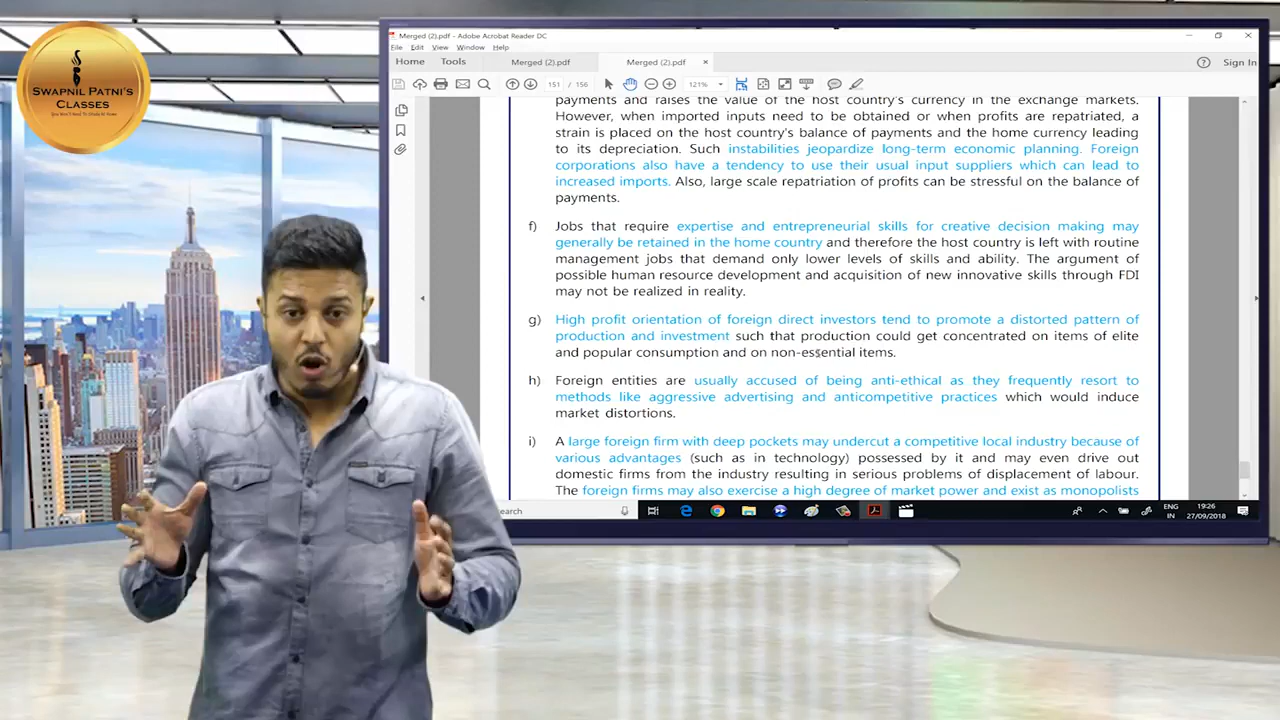 SWAPNIL PATNI'S
CLASSES
You Won't Need To Study At Home
Merged (2).pdf - Adobe Acrobat Reader DC
File Edit View Window Help
Home Tools Merged (2).pdf Merged (2).pdf × Sign In
151 / 156 121%
payments and raises the value of the host country's currency in the exchange markets.
However, when imported inputs need to be obtained or when profits are repatriated, a
strain is placed on the host country's balance of payments and the home currency leading
to its depreciation. Such instabilities jeopardize long-term economic planning. Foreign
corporations also have a tendency to use their usual input suppliers which can lead to
increased imports. Also, large scale repatriation of profits can be stressful on the balance of
payments.
f) Jobs that require expertise and entrepreneurial skills for creative decision making may
generally be retained in the home country and therefore the host country is left with routine
management jobs that demand only lower levels of skills and ability. The argument of
possible human resource development and acquisition of new innovative skills through FDI
may not be realized in reality.
g) High profit orientation of foreign direct investors tend to promote a distorted pattern of
production and investment such that production could get concentrated on items of elite
and popular consumption and on non-essential items.
h) Foreign entities are usually accused of being anti-ethical as they frequently resort to
methods like aggressive advertising and anticompetitive practices which would induce
market distortions.
i) A large foreign firm with deep pockets may undercut a competitive local industry because of
various advantages (such as in technology) possessed by it and may even drive out
domestic firms from the industry resulting in serious problems of displacement of labour.
The foreign firms may also exercise a high degree of market power and exist as monopolists
earch ENG 19:26
IN 27/09/2018